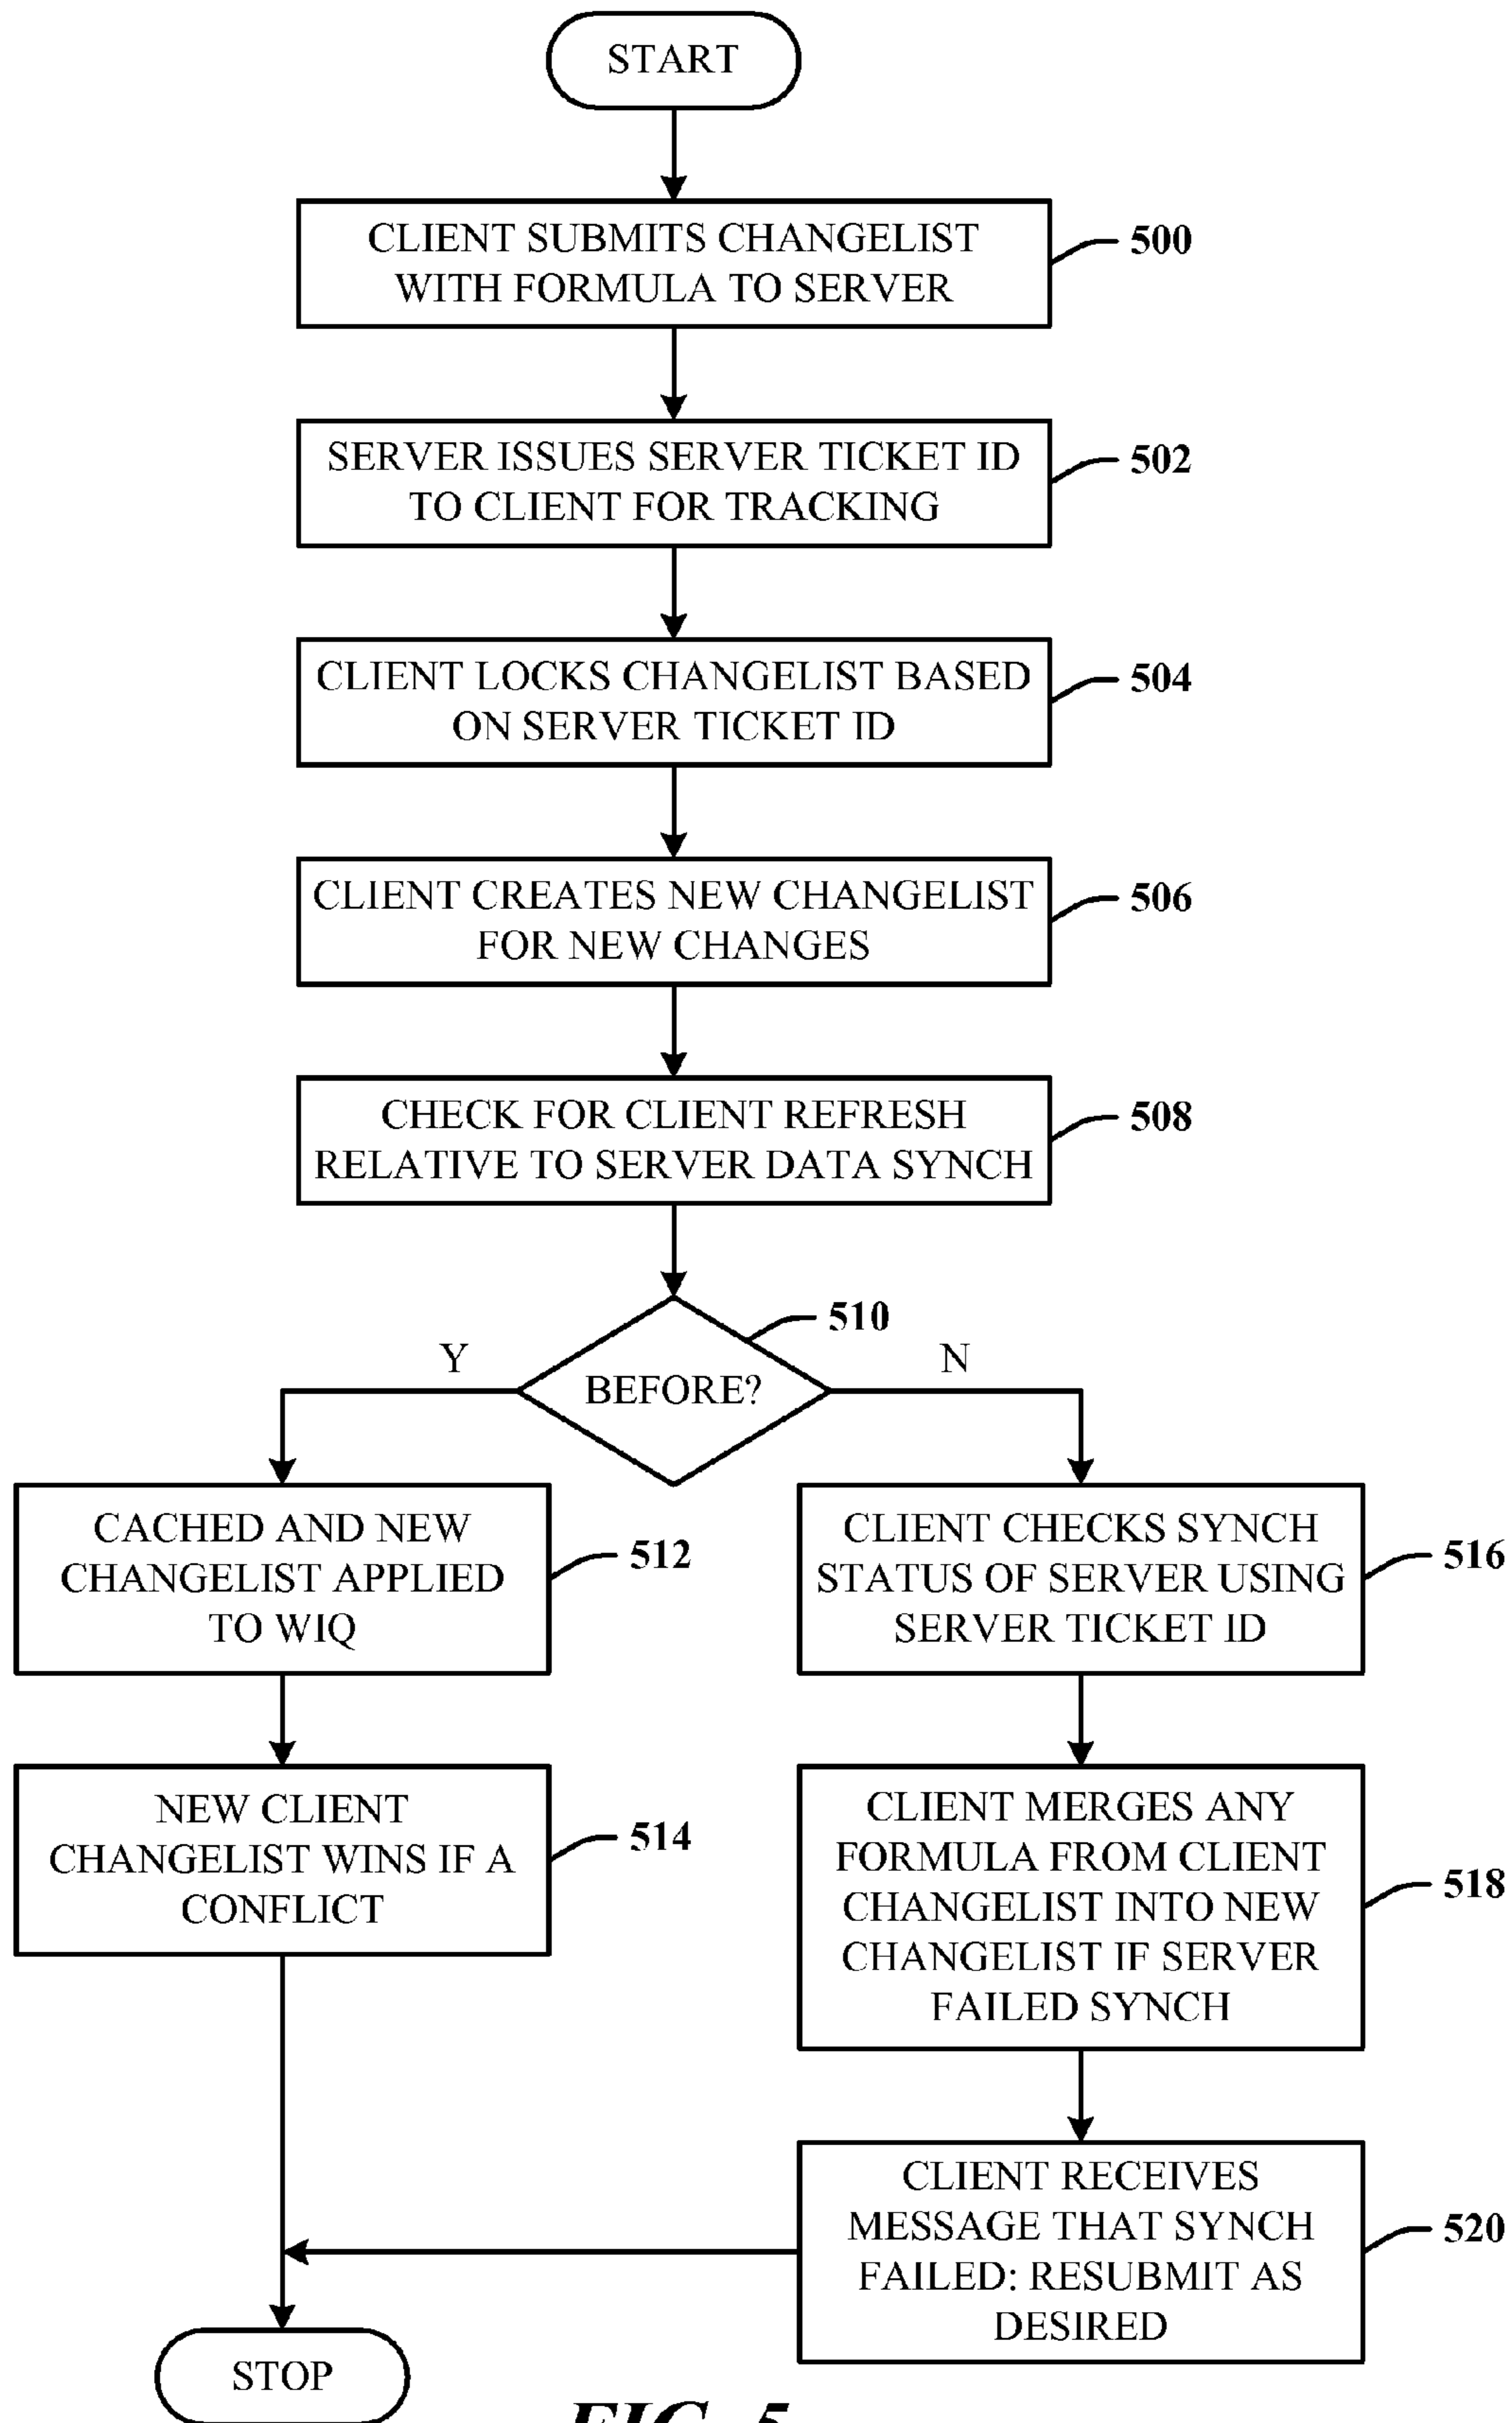 START
CLIENT SUBMITS CHANGELIST
WITH FORMULA TO SERVER
500
SERVER ISSUES SERVER TICKET ID
TO CLIENT FOR TRACKING
502
CLIENT LOCKS CHANGELIST BASED
ON SERVER TICKET ID
504
CLIENT CREATES NEW CHANGELIST
FOR NEW CHANGES
506
CHECK FOR CLIENT REFRESH
RELATIVE TO SERVER DATA SYNCH
508
510
BEFORE?
Y
N
CACHED AND NEW
CHANGELIST APPLIED
TO WIQ
512
NEW CLIENT
CHANGELIST WINS IF A
CONFLICT
514
CLIENT CHECKS SYNCH
STATUS OF SERVER USING
SERVER TICKET ID
516
CLIENT MERGES ANY
FORMULA FROM CLIENT
CHANGELIST INTO NEW
CHANGELIST IF SERVER
FAILED SYNCH
518
CLIENT RECEIVES
MESSAGE THAT SYNCH
FAILED: RESUBMIT AS
DESIRED
520
STOP
FIG. 5